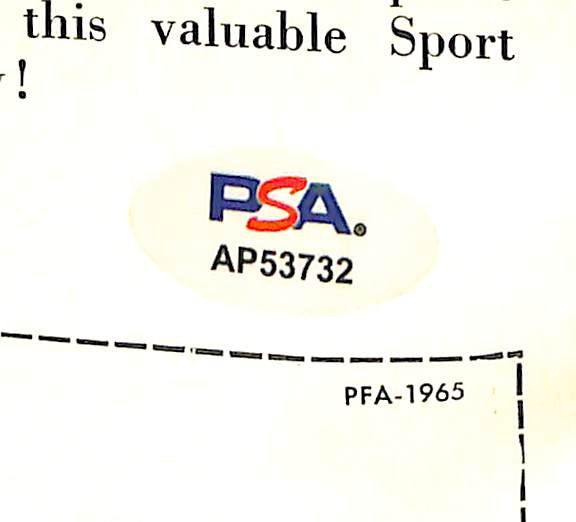 this valuable Sport
!
PSA®
AP53732
PFA-1965